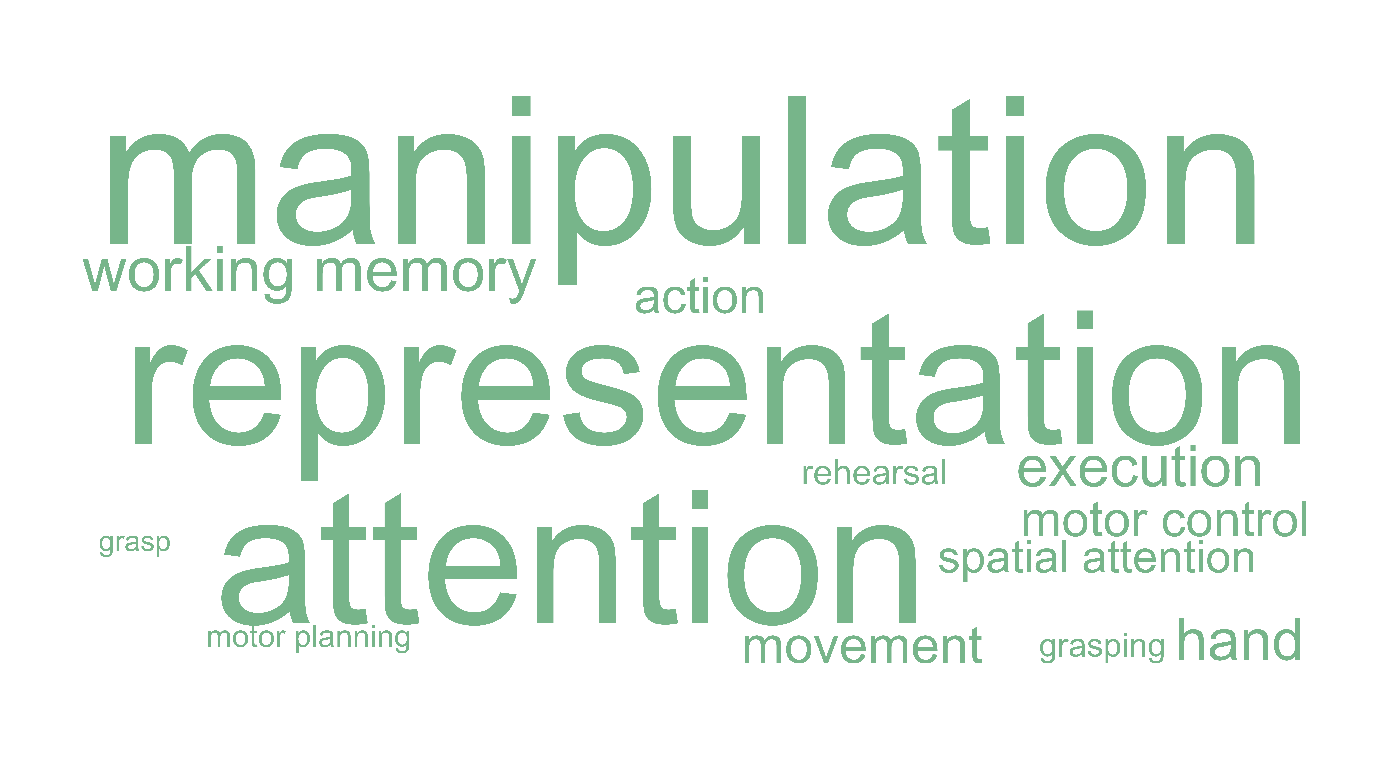 manipulation
working memory
action
representation
rehearsal
execution
attention
motor control
grasp
spatial attention
motor planning
movement
grasping
hand